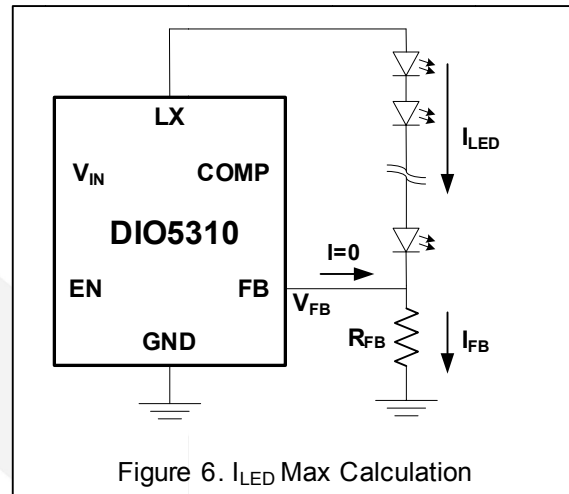 LX
I_LED
V_IN
COMP
DIO5310
I=0
EN
FB
V_FB
R_FB
I_FB
GND
Figure 6. I_LED Max Calculation